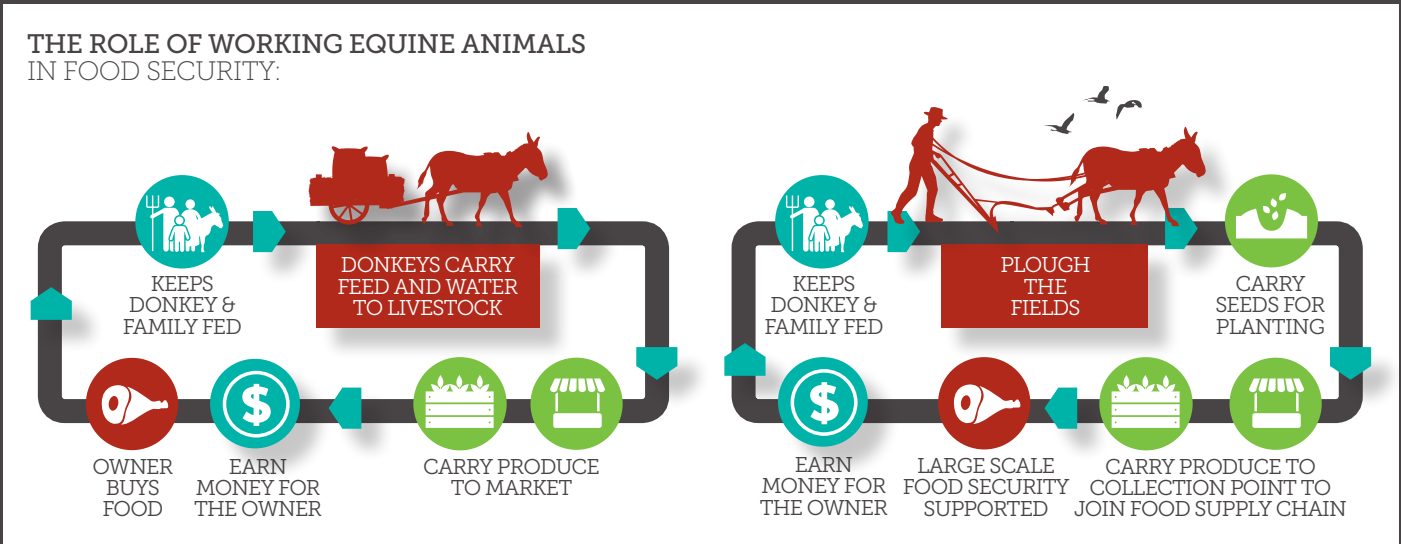 THE ROLE OF WORKING EQUINE ANIMALS
IN FOOD SECURITY:
KEEPS
DONKEY &
FAMILY FED
DONKEYS CARRY
FEED AND WATER
TO LIVESTOCK
OWNER
BUYS
FOOD
$
EARN
MONEY FOR
THE OWNER
CARRY PRODUCE
TO MARKET
KEEPS
DONKEY &
FAMILY FED
PLOUGH
THE
FIELDS
CARRY
SEEDS FOR
PLANTING
$
EARN
MONEY FOR
THE OWNER
LARGE SCALE
FOOD SECURITY
SUPPORTED
CARRY PRODUCE TO
COLLECTION POINT TO
JOIN FOOD SUPPLY CHAIN